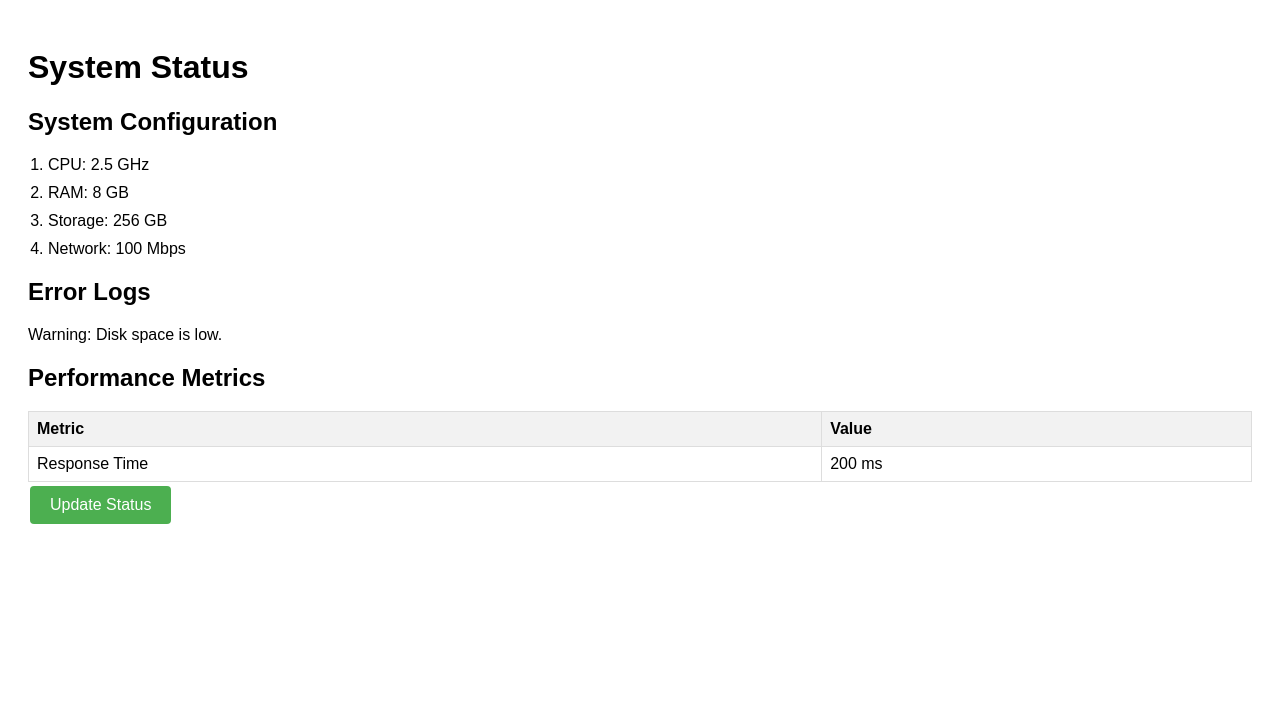 System Status
System Configuration
1. CPU: 2.5 GHz
2. RAM: 8 GB
3. Storage: 256 GB
4. Network: 100 Mbps
Error Logs
Warning: Disk space is low.
Performance Metrics
Metric Value
Response Time 200 ms
Update Status